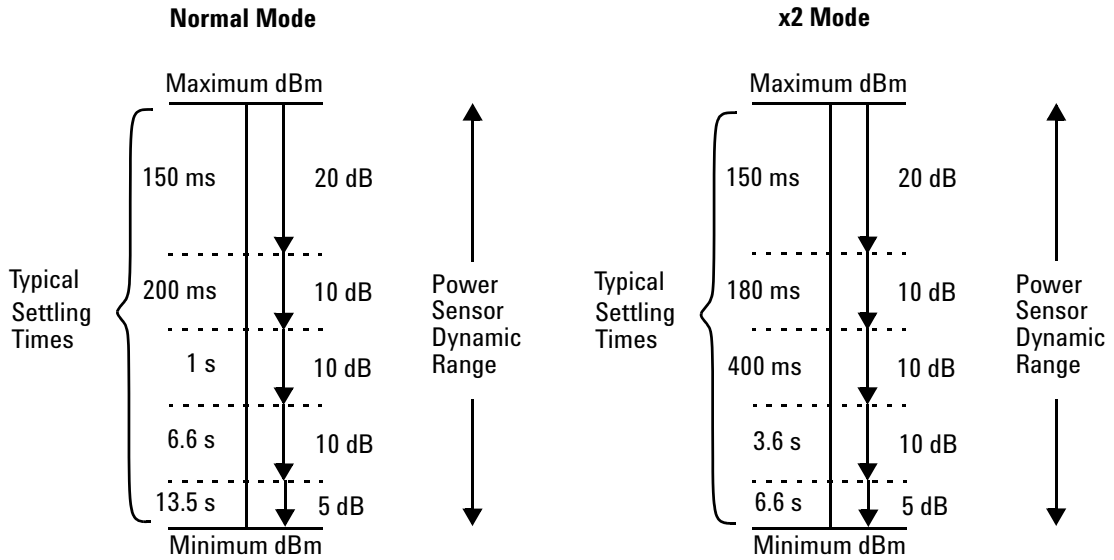 Normal Mode
Maximum dBm
150 ms
20 dB
200 ms
10 dB
1 s
10 dB
6.6 s
10 dB
13.5 s
5 dB
Minimum dBm
Typical
Settling
Times
Power
Sensor
Dynamic
Range
x2 Mode
Maximum dBm
150 ms
20 dB
180 ms
10 dB
400 ms
10 dB
3.6 s
10 dB
6.6 s
5 dB
Minimum dBm
Typical
Settling
Times
Power
Sensor
Dynamic
Range